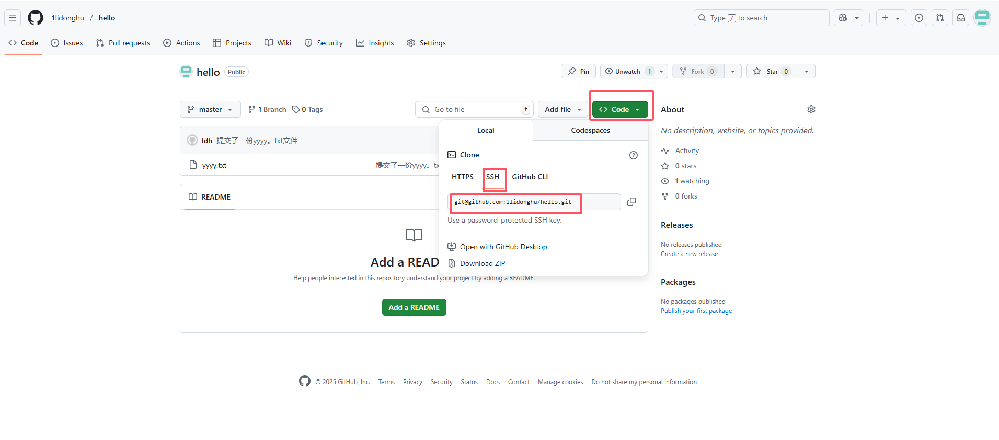 1lidonghu / hello
Type / to search
Code Issues Pull requests Actions Projects Wiki Security Insights Settings
hello Public
Pin Unwatch 1 Fork 0 Star 0
master 1 Branch 0 Tags Go to file t Add file Code
About
No description, website, or topics provided.
Activity
0 stars
1 watching
0 forks
Releases
No releases published
Create a new release
Packages
No packages published
Publish your first package
ldh 提交了一份yyyy。txt文件
yyyy.txt 提交了一份yyyy。tx
README
Add a READ
Help people interested in this repository understand your project by adding a README.
Add a README
Local Codespaces
Clone
HTTPS SSH GitHub CLI
git@github.com:1lidonghu/hello.git
Use a password-protected SSH key.
Open with GitHub Desktop
Download ZIP
© 2025 GitHub, Inc. Terms Privacy Security Status Docs Contact Manage cookies Do not share my personal information